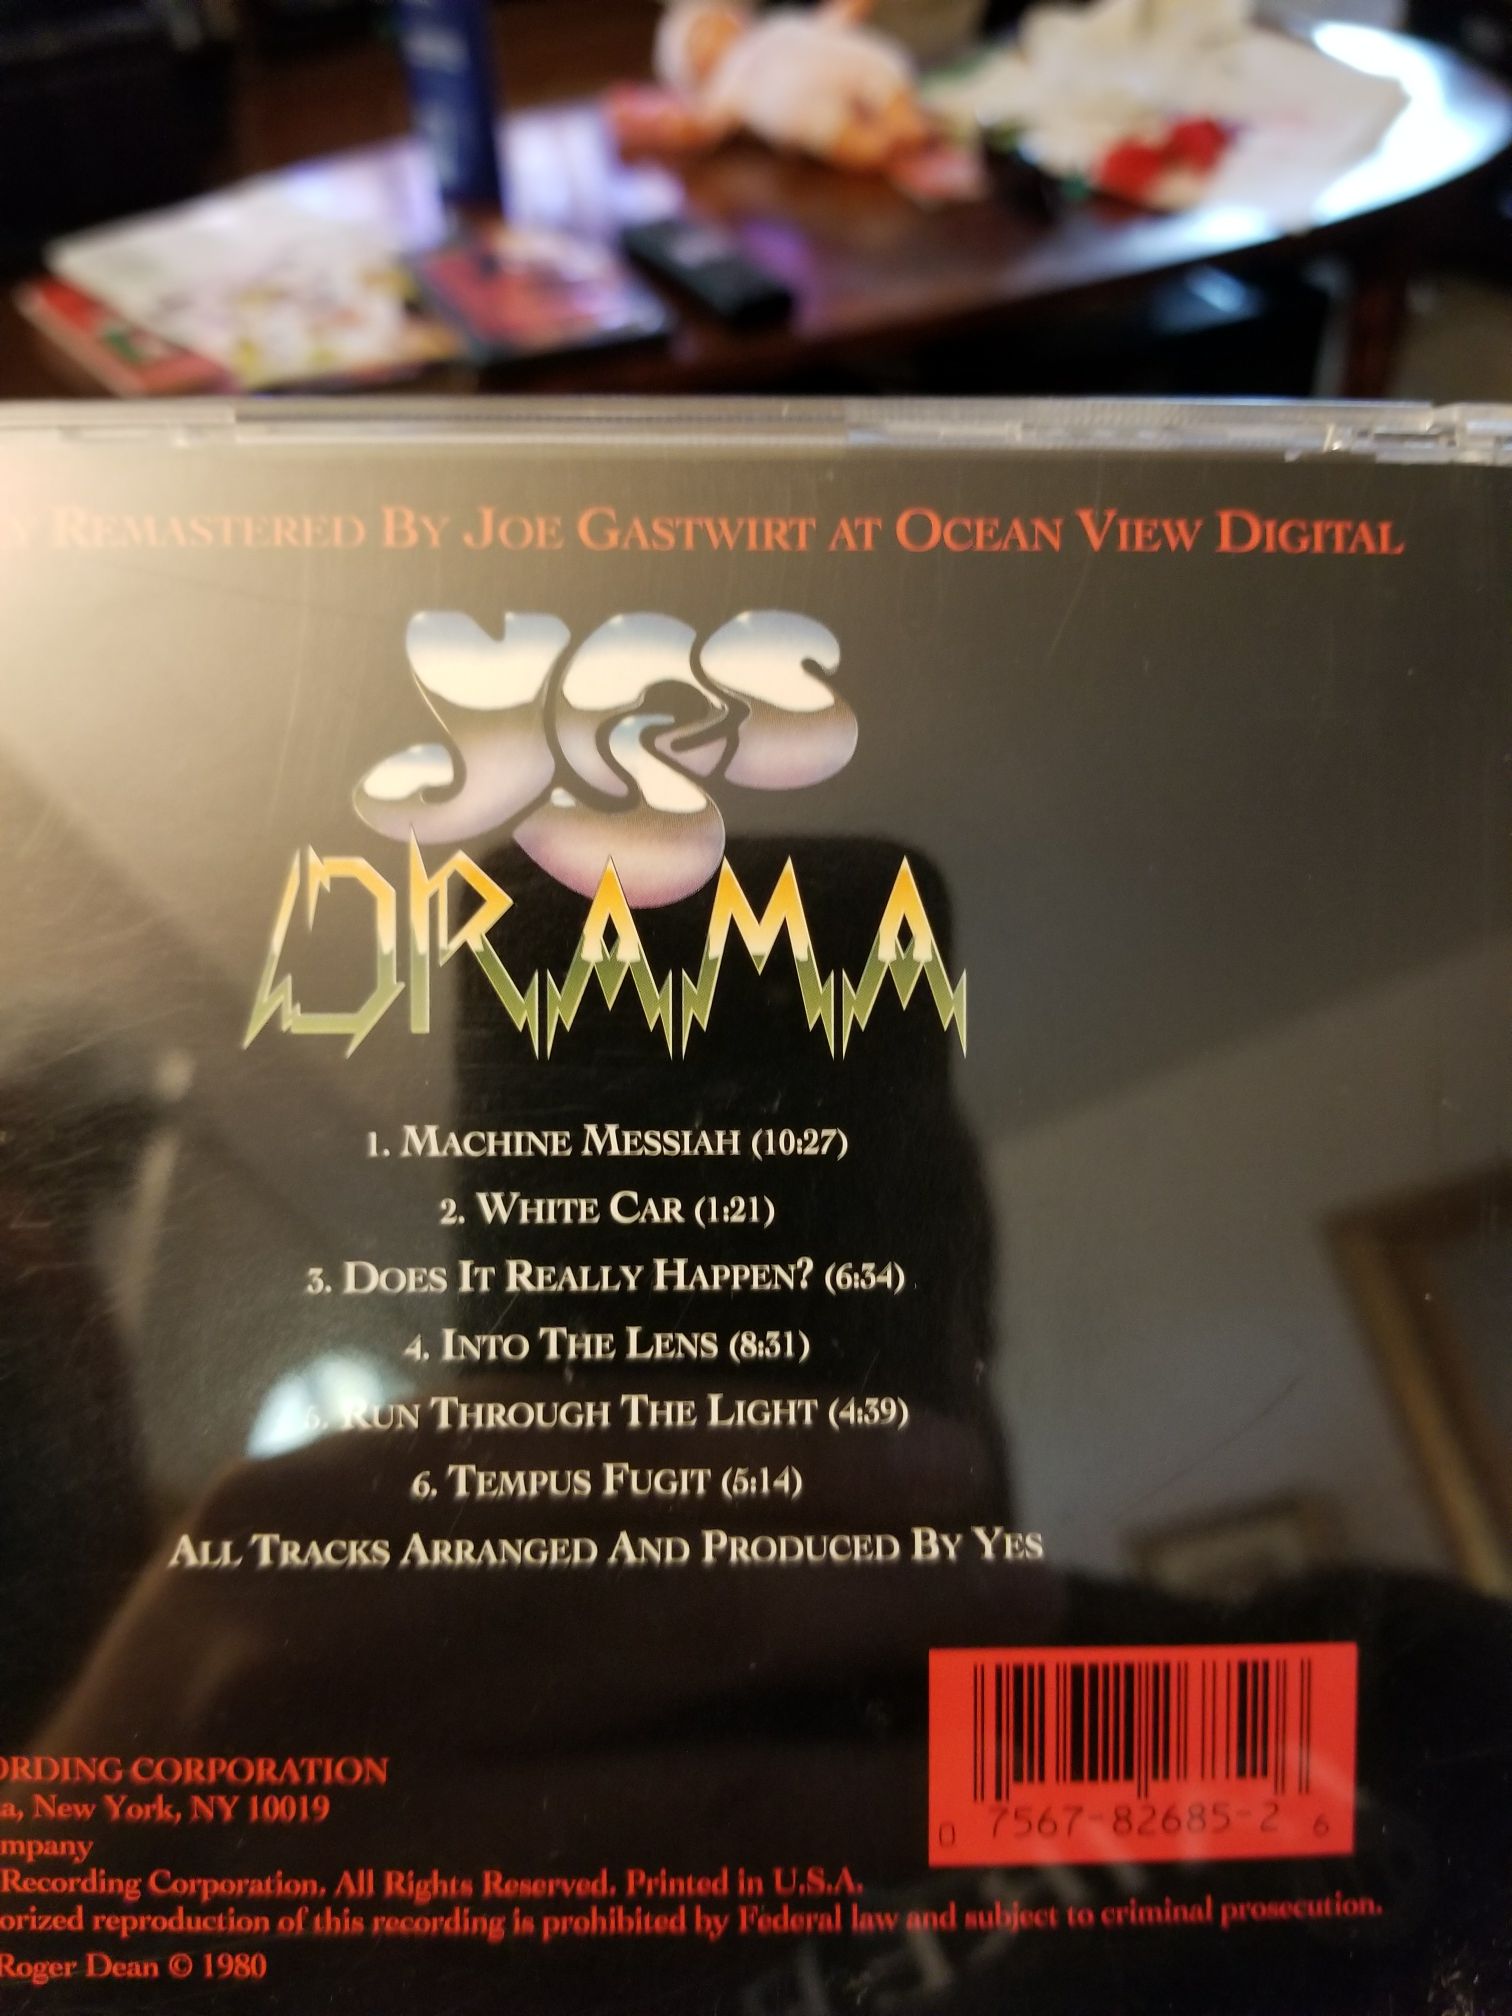 Remastered By Joe Gastwirt at Ocean View Digital
Yes
DRAMA
1. Machine Messiah (10:27)
2. White Car (1:21)
3. Does It Really Happen? (6:34)
4. Into The Lens (8:31)
5. Run Through The Light (4:39)
6. Tempus Fugit (5:14)
All Tracks Arranged And Produced By Yes
ORDING CORPORATION
a, New York, NY 10019
mpany
Recording Corporation. All Rights Reserved. Printed in U.S.A.
orized reproduction of this recording is prohibited by Federal law and subject to criminal prosecution.
Roger Dean © 1980
0 7567-82685-2 6